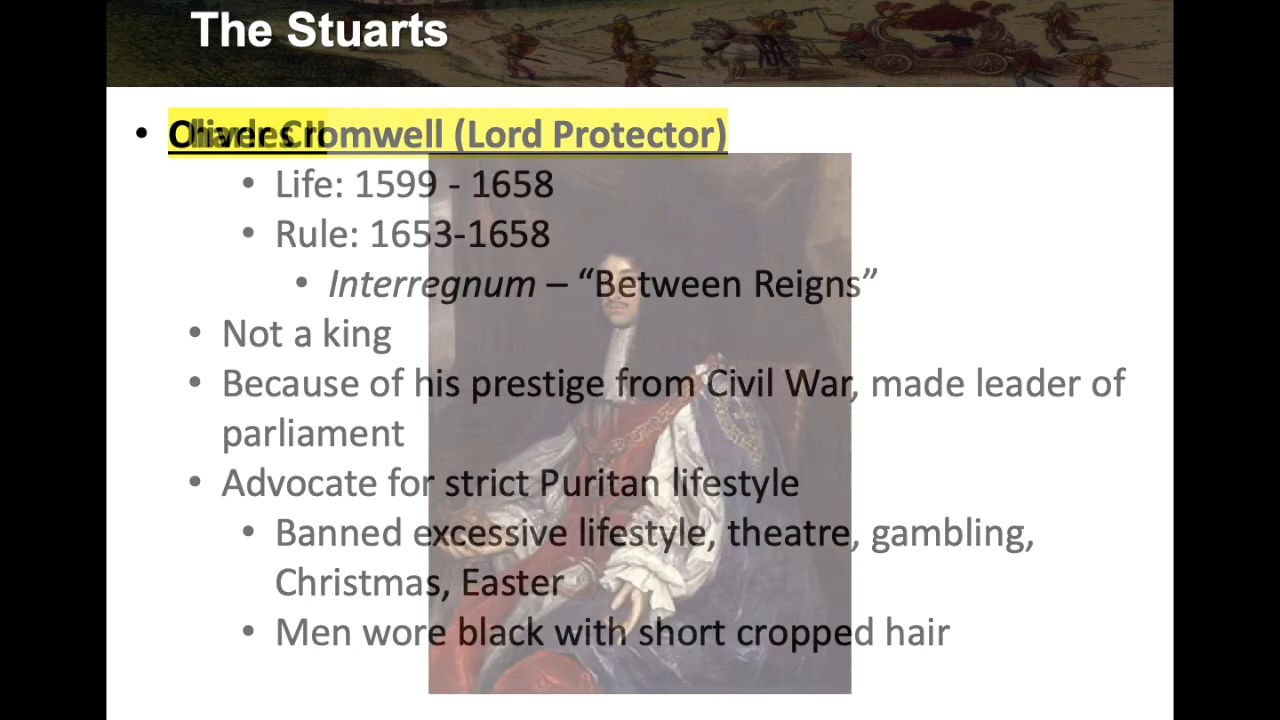 The Stuarts
• Oliver Cromwell (Lord Protector)
Charles II
• Life: 1599 - 1658
• Rule: 1653-1658
• Interregnum – “Between Reigns”
• Not a king
• Because of his prestige from Civil War, made leader of
parliament
• Advocate for strict Puritan lifestyle
• Banned excessive lifestyle, theatre, gambling,
Christmas, Easter
• Men wore black with short cropped hair